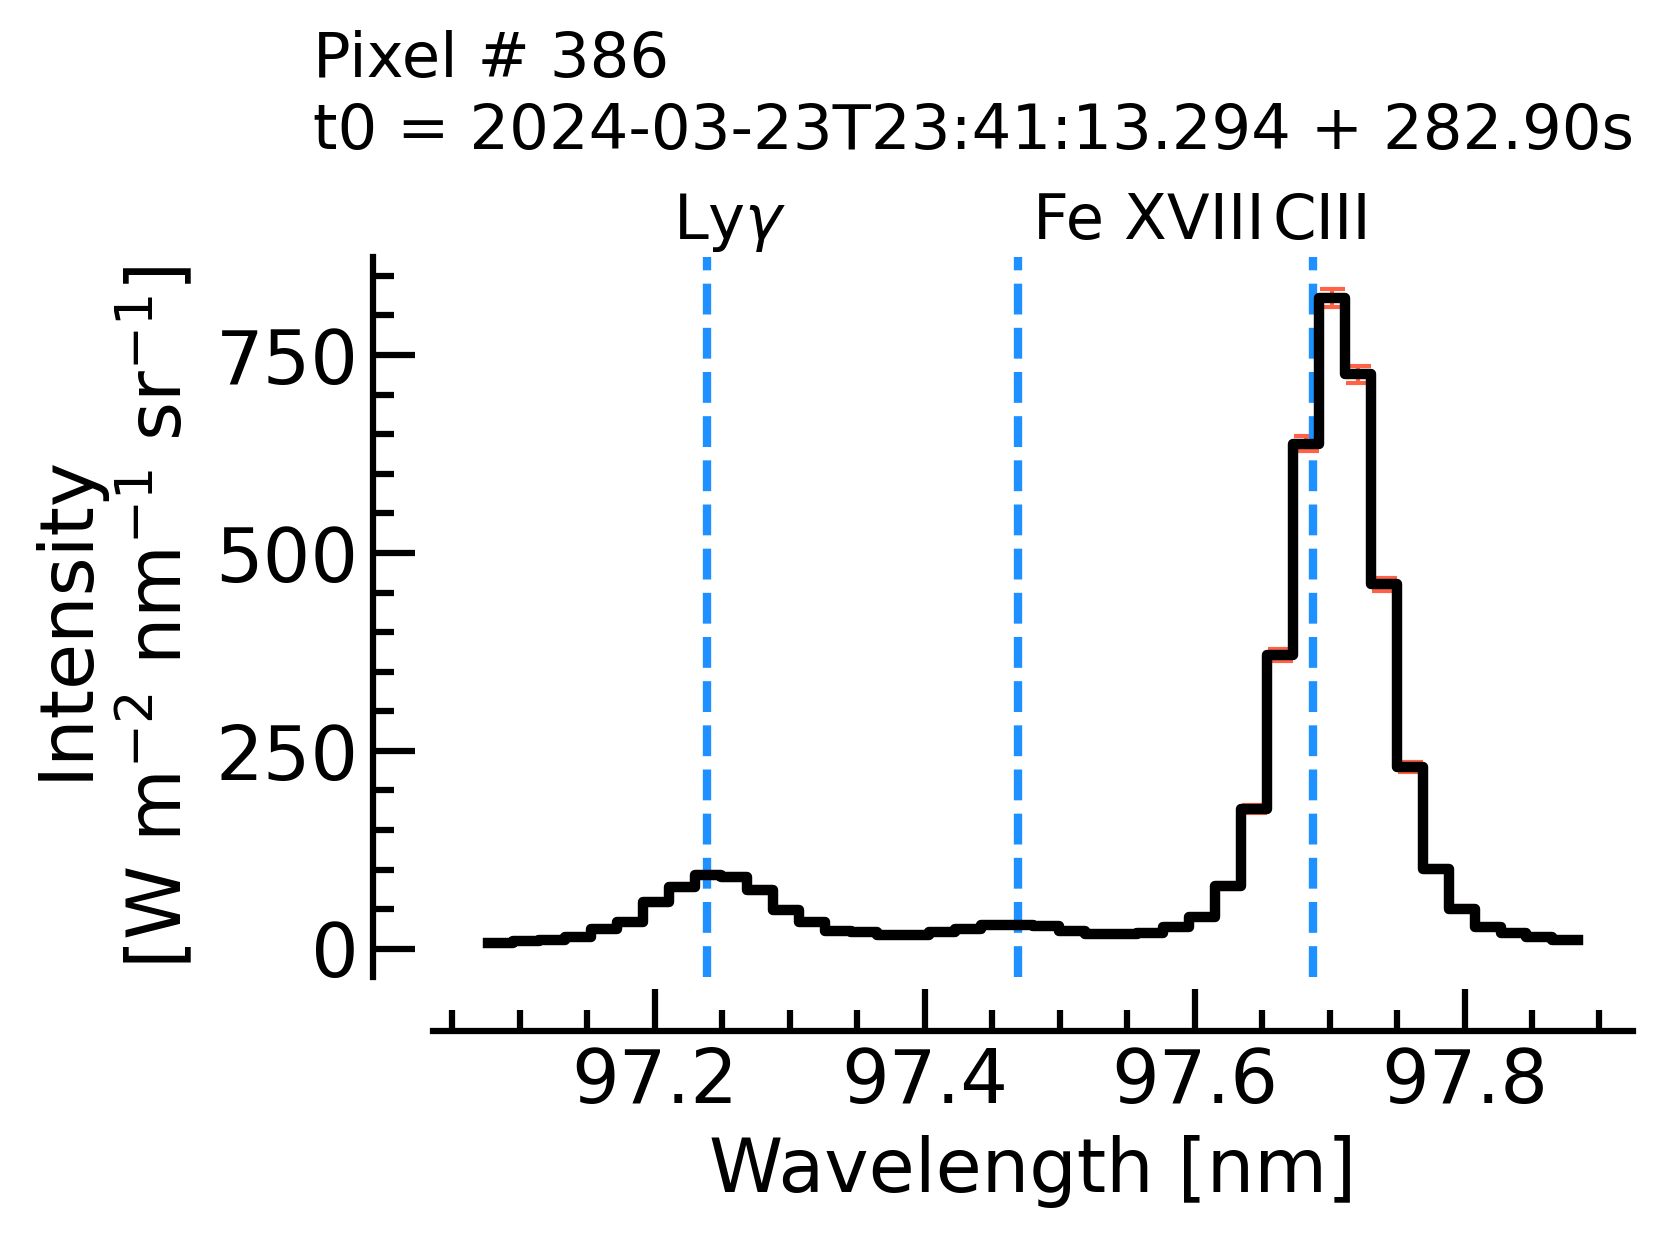 Pixel # 386
t0 = 2024-03-23T23:41:13.294 + 282.90s
Lyγ Fe XVIII CIII
Intensity
[W m⁻² nm⁻¹ sr⁻¹]
750
500
250
0
97.2 97.4 97.6 97.8
Wavelength [nm]